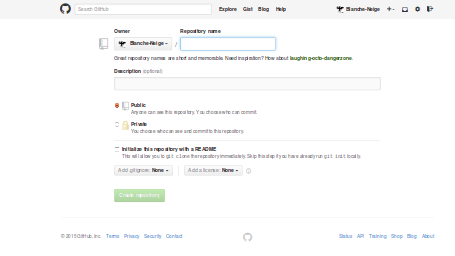 Search GitHub
Explore Gist Blog Help
Blanche-Neige
Owner
Repository name
Blanche-Neige /
Great repository names are short and memorable. Need inspiration? How about laughing-octo-dangerzone.
Description (optional)
Public
Anyone can see this repository. You choose who can commit.
Private
You choose who can see and commit to this repository.
Initialize this repository with a README
This will allow you to git clone the repository immediately. Skip this step if you have already run git init locally.
Add .gitignore: None
Add a license: None
Create repository
© 2015 GitHub, Inc. Terms Privacy Security Contact
Status API Training Shop Blog About